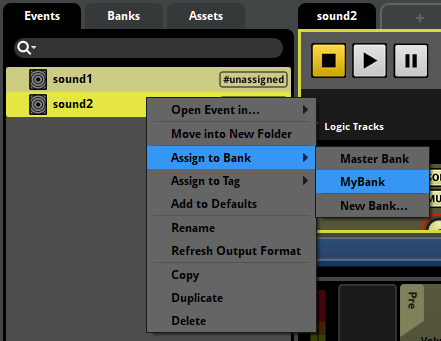 Events
Banks
Assets
sound2
+
sound1
#unassigned
sound2
Open Event in...
Move into New Folder
Assign to Bank
Assign to Tag
Add to Defaults
Rename
Refresh Output Format
Copy
Duplicate
Delete
Master Bank
MyBank
New Bank...
Logic Tracks
Pre